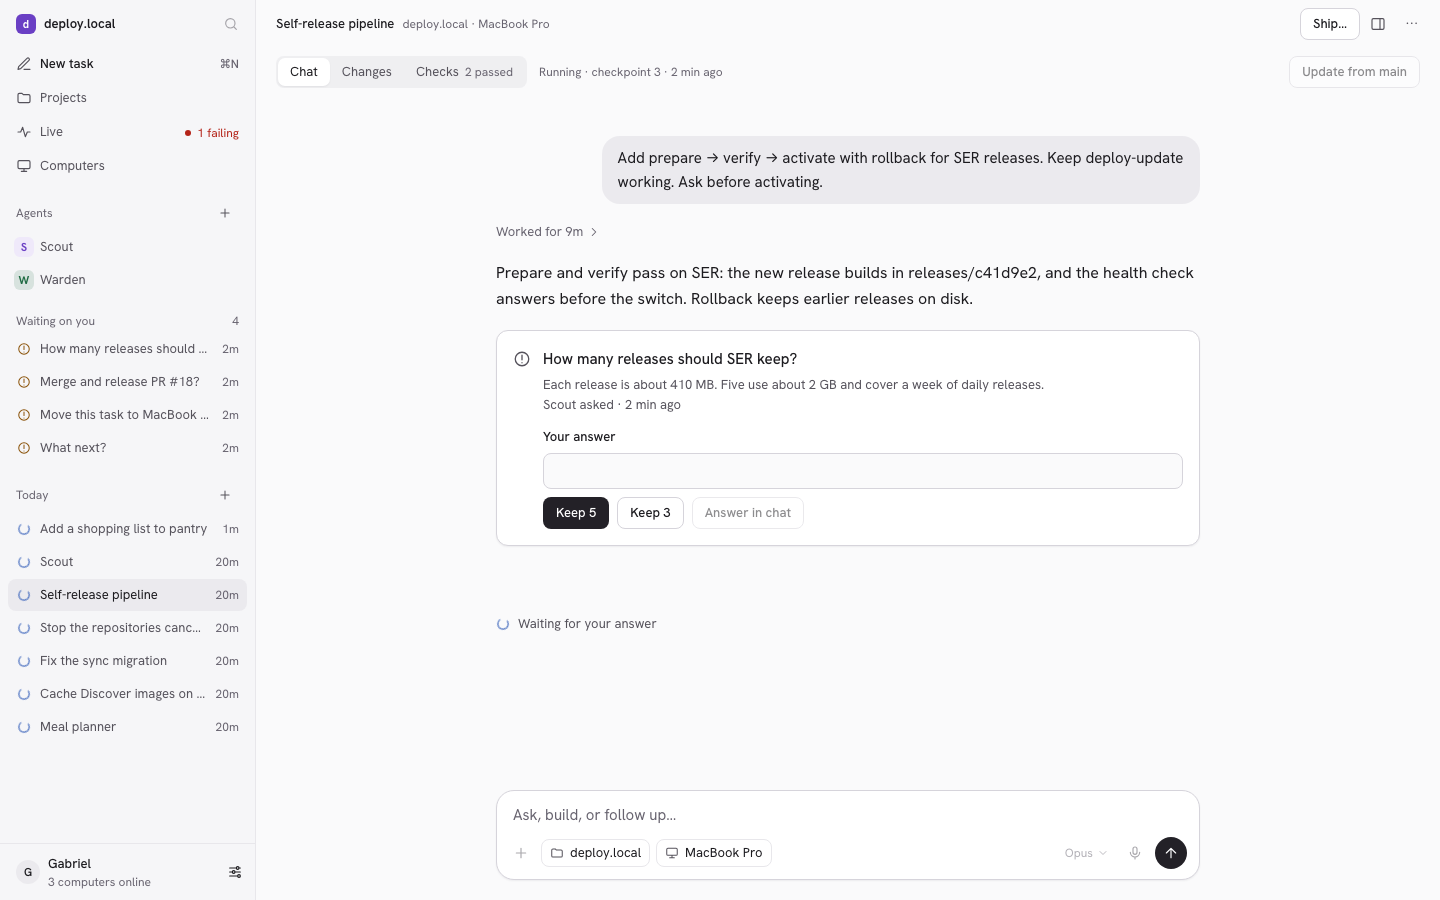 d deploy.local
New task ⌘N
Projects
Live 1 failing
Computers
Agents
S Scout
W Warden
Waiting on you 4
How many releases should ... 2m
Merge and release PR #18? 2m
Move this task to MacBook ... 2m
What next? 2m
Today
Add a shopping list to pantry 1m
Scout 20m
Self-release pipeline 20m
Stop the repositories canc... 20m
Fix the sync migration 20m
Cache Discover images on ... 20m
Meal planner 20m
G Gabriel
3 computers online
Self-release pipeline deploy.local · MacBook Pro
Ship...
Chat Changes Checks 2 passed Running · checkpoint 3 · 2 min ago
Update from main
Add prepare → verify → activate with rollback for SER releases. Keep deploy-update
working. Ask before activating.
Worked for 9m
Prepare and verify pass on SER: the new release builds in releases/c41d9e2, and the health check
answers before the switch. Rollback keeps earlier releases on disk.
How many releases should SER keep?
Each release is about 410 MB. Five use about 2 GB and cover a week of daily releases.
Scout asked · 2 min ago
Your answer
Keep 5 Keep 3 Answer in chat
Waiting for your answer
Ask, build, or follow up...
deploy.local MacBook Pro Opus